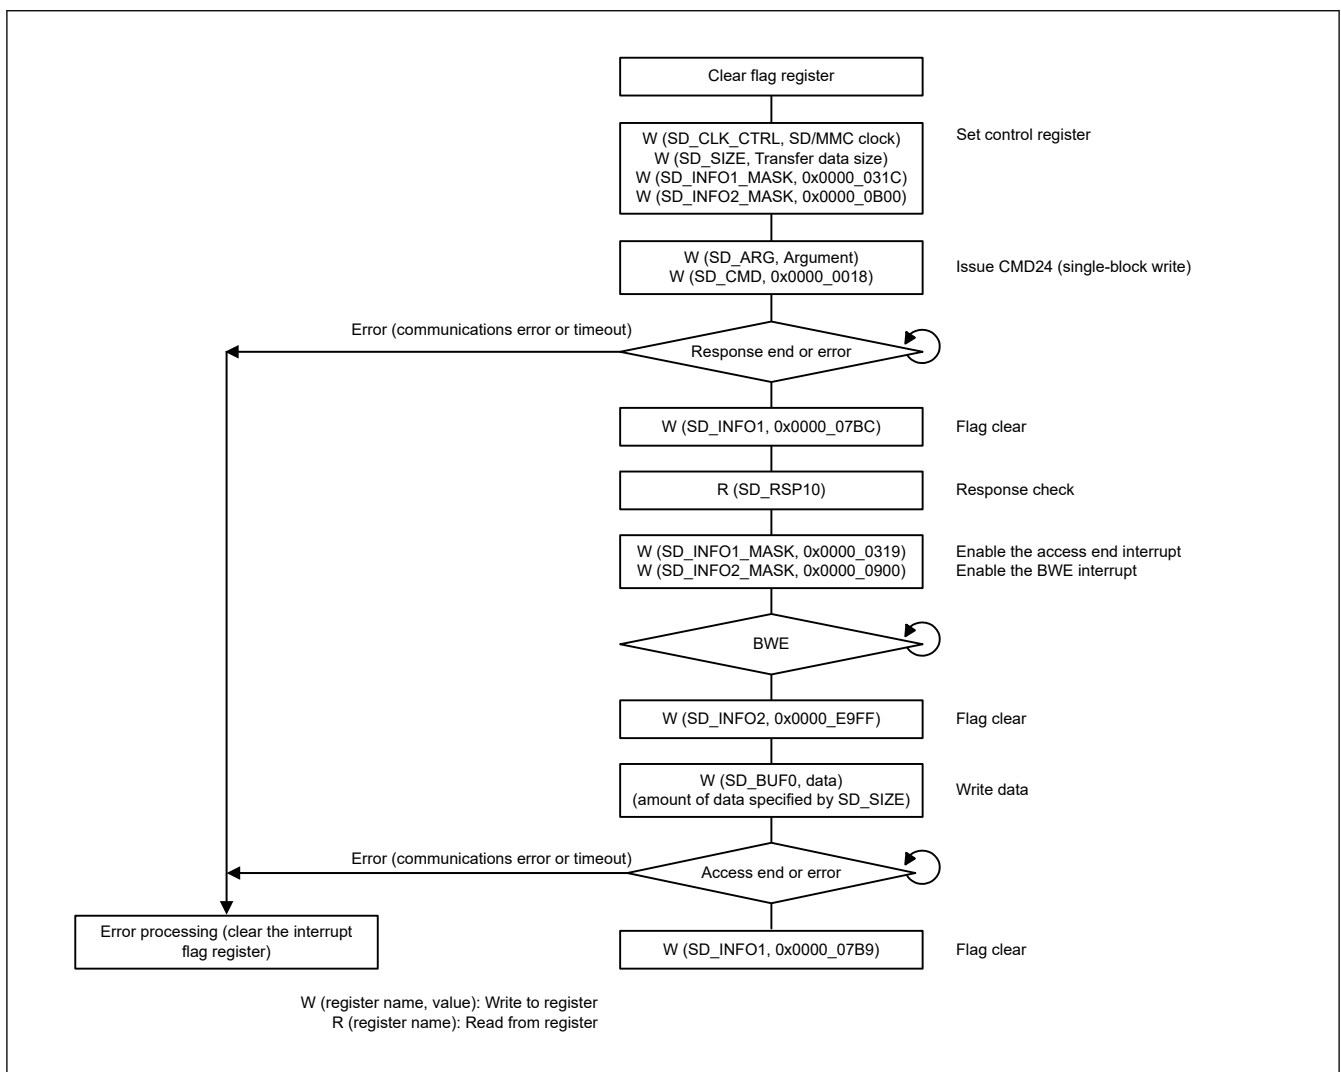 Clear flag register
W (SD_CLK_CTRL, SD/MMC clock)
W (SD_SIZE, Transfer data size)
W (SD_INFO1_MASK, 0x0000_031C)
W (SD_INFO2_MASK, 0x0000_0B00)
Set control register
W (SD_ARG, Argument)
W (SD_CMD, 0x0000_0018)
Issue CMD24 (single-block write)
Error (communications error or timeout)
Response end or error
W (SD_INFO1, 0x0000_07BC)
Flag clear
R (SD_RSP10)
Response check
W (SD_INFO1_MASK, 0x0000_0319)
W (SD_INFO2_MASK, 0x0000_0900)
Enable the access end interrupt
Enable the BWE interrupt
BWE
W (SD_INFO2, 0x0000_E9FF)
Flag clear
W (SD_BUF0, data)
(amount of data specified by SD_SIZE)
Write data
Error (communications error or timeout)
Access end or error
Error processing (clear the interrupt
flag register)
W (SD_INFO1, 0x0000_07B9)
Flag clear
W (register name, value): Write to register
R (register name): Read from register